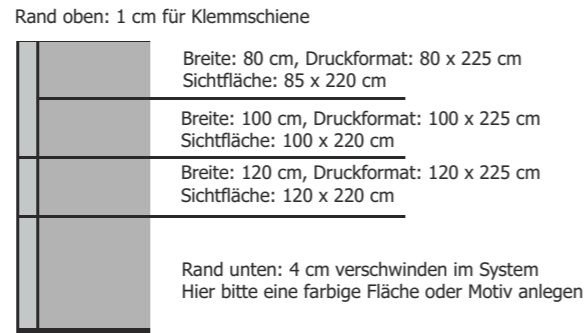 Rand oben: 1 cm für Klemmschiene
Breite: 80 cm, Druckformat: 80 x 225 cm
Sichtfläche: 85 x 220 cm
Breite: 100 cm, Druckformat: 100 x 225 cm
Sichtfläche: 100 x 220 cm
Breite: 120 cm, Druckformat: 120 x 225 cm
Sichtfläche: 120 x 220 cm
Rand unten: 4 cm verschwinden im System
Hier bitte eine farbige Fläche oder Motiv anlegen